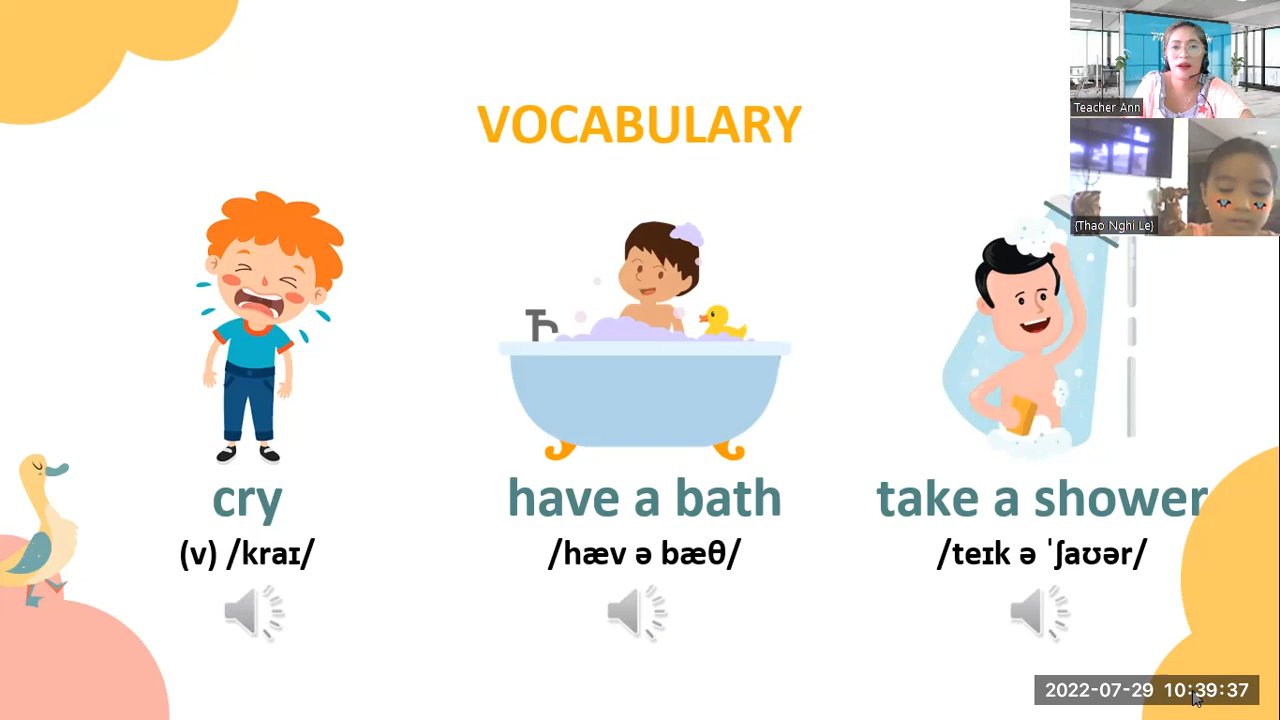 VOCABULARY
Teacher Ann
{Thao Nghi Le}
cry
have a bath
take a shower
(v) /kraɪ/
/hæv ə bæθ/
/teɪk ə ˈʃaʊər/
2022-07-29 10:39:37